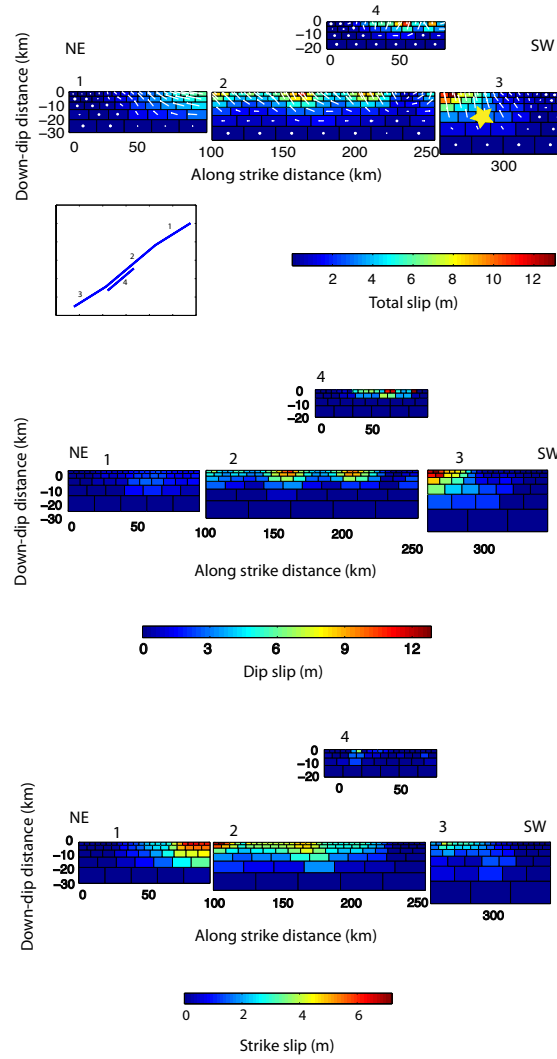 4
0
−10
−20
0 50
NE SW
1 2 3
Down-dip distance (km)
0
−10
−20
−30
0 50 100 150 200 250 300
Along strike distance (km)
1
2
3
4
2 4 6 8 10 12
Total slip (m)
4
0
−10
−20
0 50
NE SW
1 2 3
Down-dip distance (km)
0
−10
−20
−30
0 50 100 150 200 250 300
Along strike distance (km)
0 3 6 9 12
Dip slip (m)
4
0
−10
−20
0 50
NE SW
1 2 3
Down-dip distance (km)
0
−10
−20
−30
0 50 100 150 200 250 300
Along strike distance (km)
0 2 4 6
Strike slip (m)